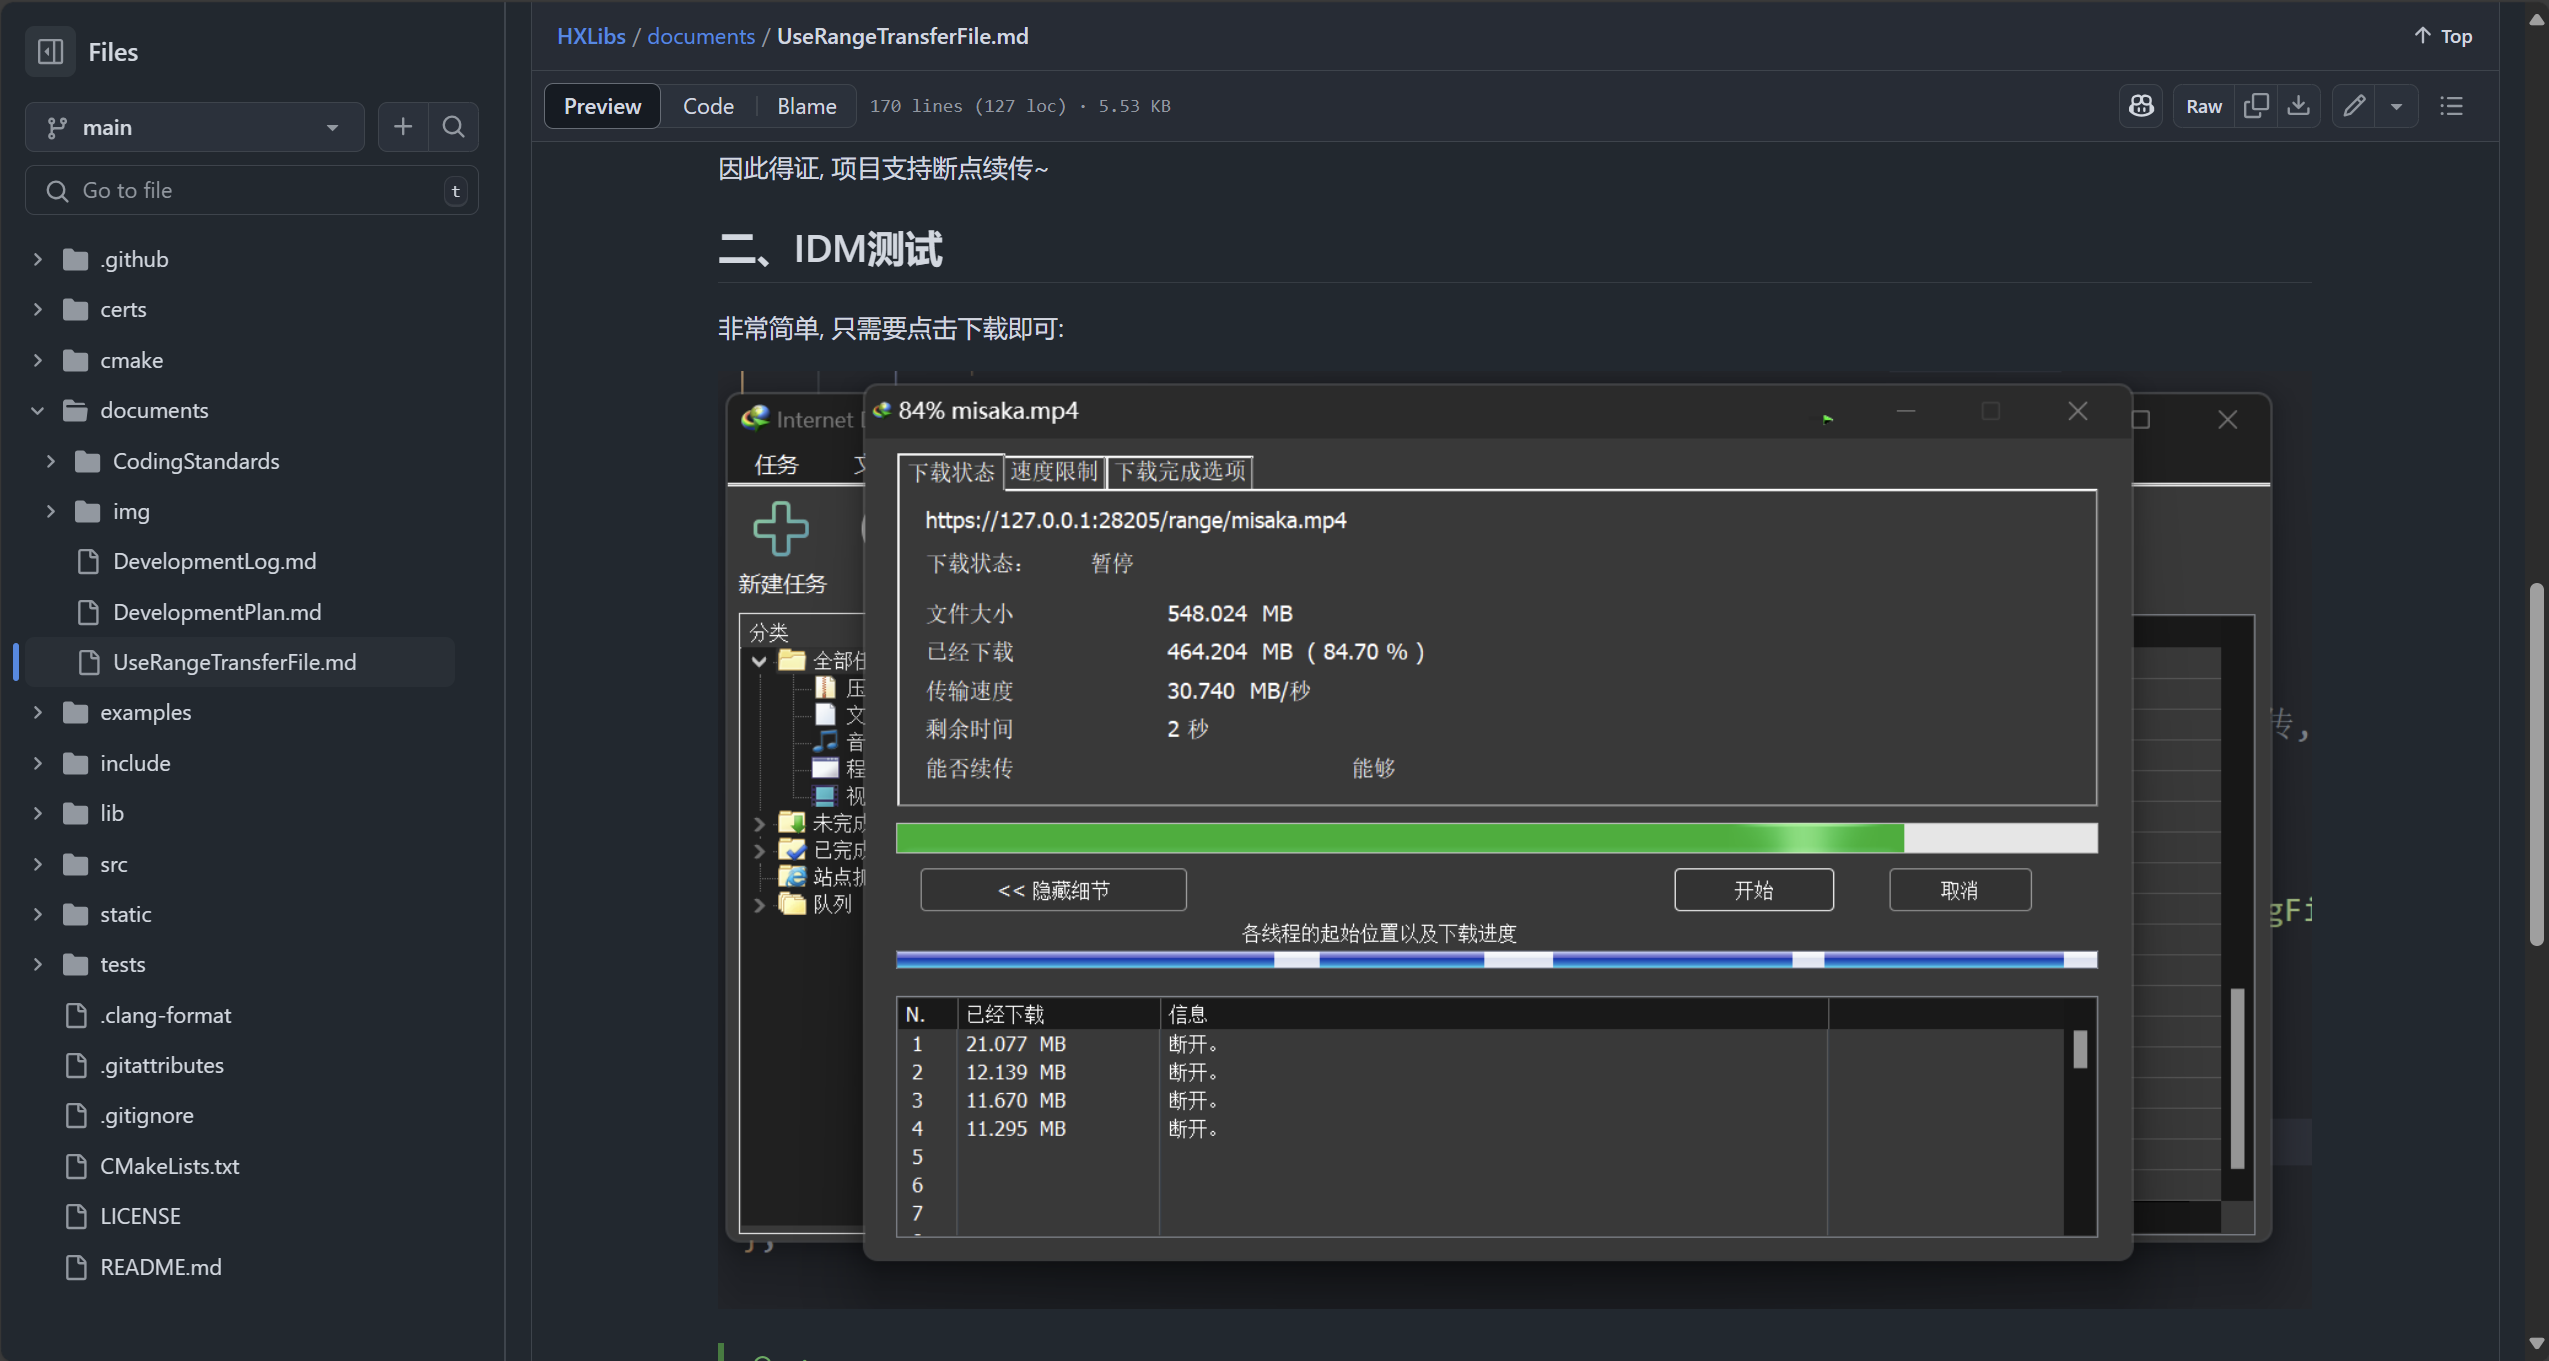 Files
main
Go to file
t
.github
certs
cmake
documents
CodingStandards
img
DevelopmentLog.md
DevelopmentPlan.md
UseRangeTransferFile.md
examples
include
lib
src
static
tests
.clang-format
.gitattributes
.gitignore
CMakeLists.txt
LICENSE
README.md
HXLibs / documents / UseRangeTransferFile.md
Top
Preview
Code
Blame
170 lines (127 loc) · 5.53 KB
Raw
因此得证, 项目支持断点续传~
二、IDM测试
非常简单, 只需要点击下载即可:
Internet
任务
新建任务
分类
全部任
压
文
音
程
视
未完成
已完成
站点抓
队列
84% misaka.mp4
下载状态
速度限制
下载完成选项
https://127.0.0.1:28205/range/misaka.mp4
下载状态： 暂停
文件大小 548.024 MB
已经下载 464.204 MB ( 84.70 % )
传输速度 30.740 MB/秒
剩余时间 2 秒
能否续传 能够
<< 隐藏细节
开始
取消
各线程的起始位置以及下载进度
N. 已经下载 信息
1 21.077 MB 断开。
2 12.139 MB 断开。
3 11.670 MB 断开。
4 11.295 MB 断开。
5
6
7
传,
gFi